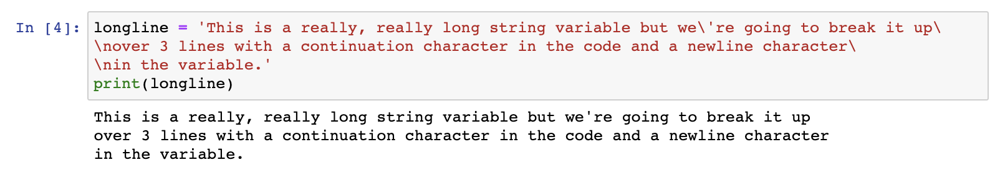 In [4]: longline = 'This is a really, really long string variable but we\'re going to break it up\
\nover 3 lines with a continuation character in the code and a newline character\
\nin the variable.'
print(longline)
This is a really, really long string variable but we're going to break it up
over 3 lines with a continuation character in the code and a newline character
in the variable.